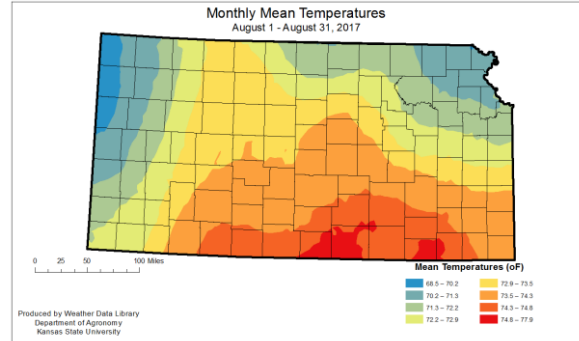 Monthly Mean Temperatures
August 1 - August 31, 2017
0 25 50 100 Miles
Mean Temperatures (oF)
68.5 – 70.2
70.2 – 71.3
71.3 – 72.2
72.2 – 72.9
72.9 – 73.5
73.5 – 74.3
74.3 – 74.8
74.8 – 77.9
Produced by Weather Data Library
Department of Agronomy
Kansas State University